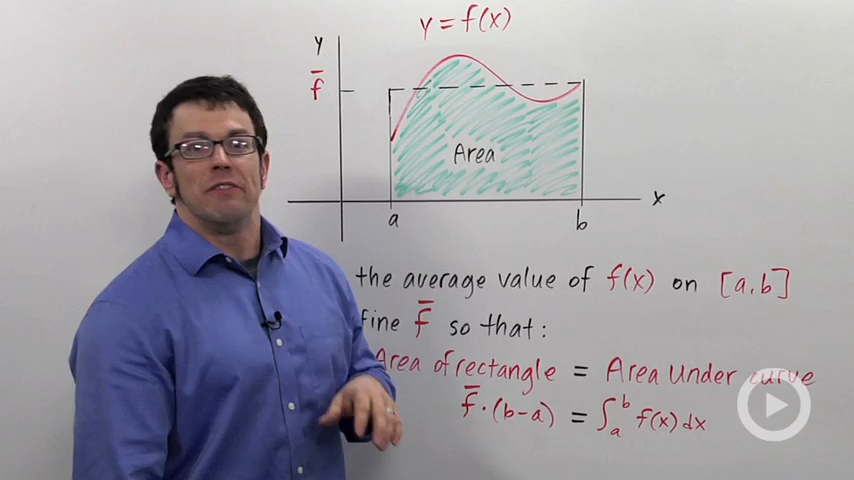 y = f(x)
y
f̄
Area
x
a
b
the average value of f(x) on [a,b]
fine f̄ so that:
Area of rectangle = Area Under curve
f̄·(b-a) = ∫ₐᵇ f(x)dx